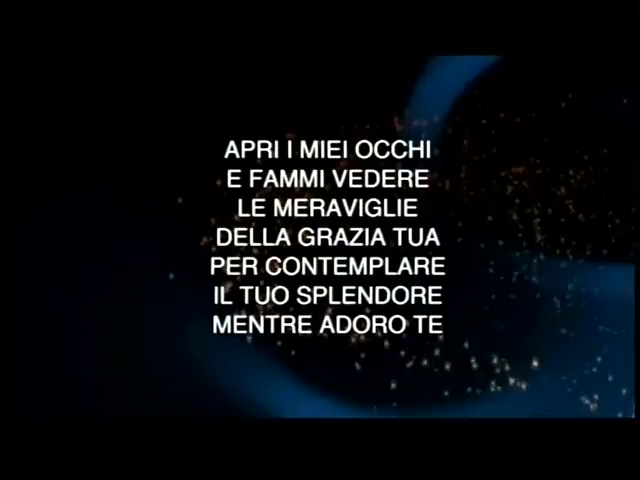 APRI I MIEI OCCHI
E FAMMI VEDERE
LE MERAVIGLIE
DELLA GRAZIA TUA
PER CONTEMPLARE
IL TUO SPLENDORE
MENTRE ADORO TE